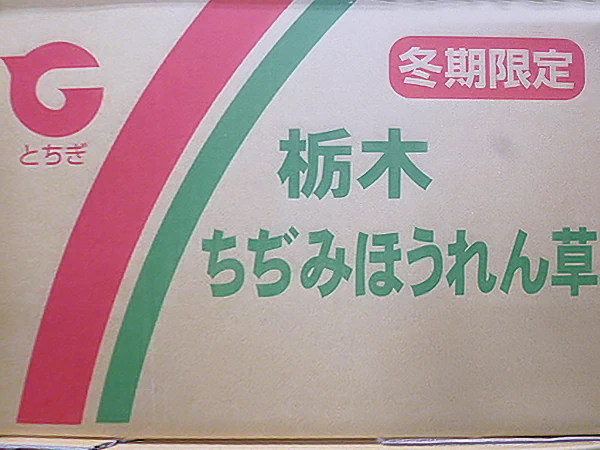 とちぎ
冬期限定
栃木
ちぢみほうれん草